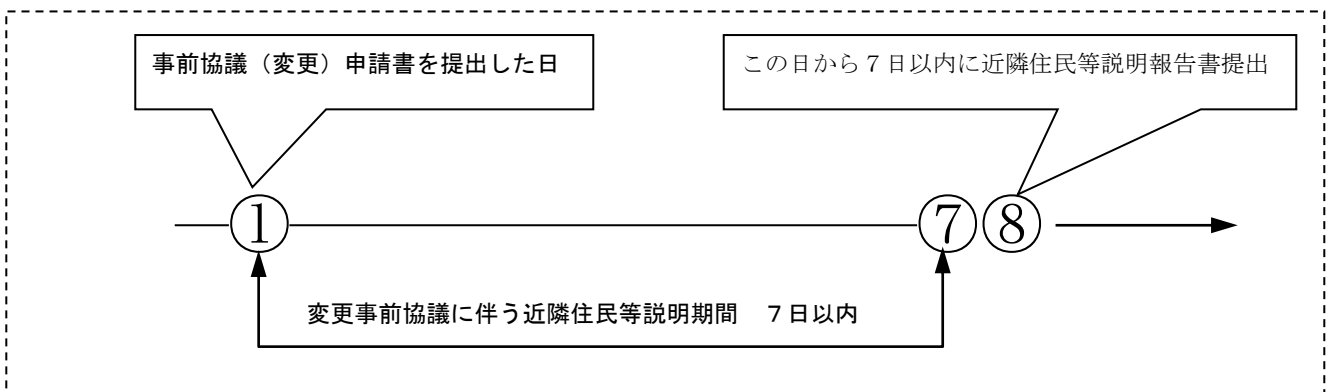 事前協議（変更）申請書を提出した日
この日から７日以内に近隣住民等説明報告書提出
① ⑦ ⑧
変更事前協議に伴う近隣住民等説明期間　７日以内